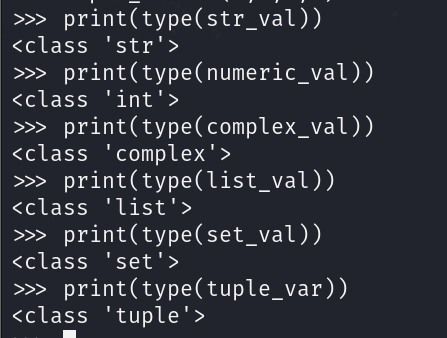 >>> print(type(str_val))
<class 'str'>
>>> print(type(numeric_val))
<class 'int'>
>>> print(type(complex_val))
<class 'complex'>
>>> print(type(list_val))
<class 'list'>
>>> print(type(set_val))
<class 'set'>
>>> print(type(tuple_var))
<class 'tuple'>
>>>